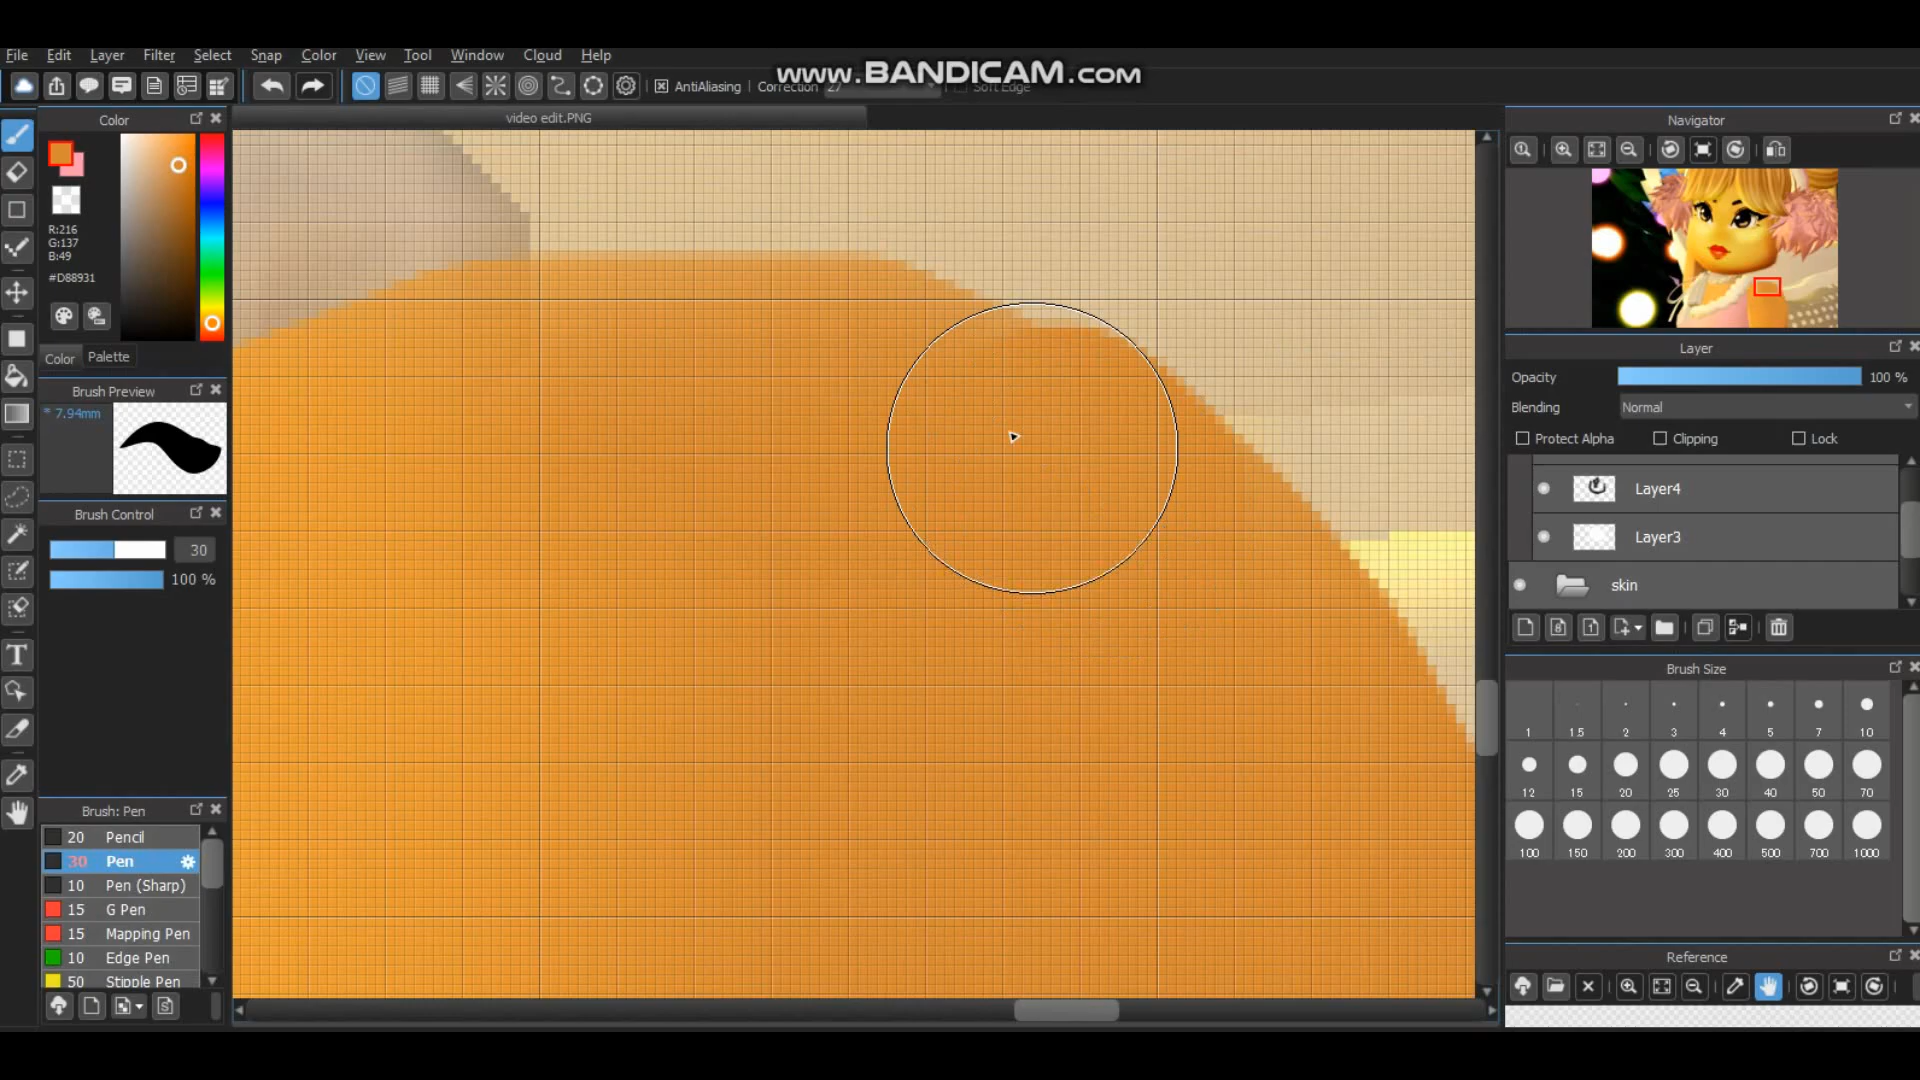 File Edit Layer Filter Select Snap Color View Tool Window Cloud Help
www.BANDICAM.com
AntiAliasing Correction 27 Soft Edge
video edit.PNG
Color
R:216
G:137
B:49
#D88931
Color Palette
Brush Preview
* 7.94mm
Brush Control
30
100 %
Brush: Pen
20 Pencil
30 Pen
10 Pen (Sharp)
15 G Pen
15 Mapping Pen
10 Edge Pen
50 Stipple Pen
Navigator
Layer
Opacity 100 %
Blending Normal
Protect Alpha Clipping Lock
Layer4
Layer3
skin
Brush Size
1 1.5 2 3 4 5 7 10
12 15 20 25 30 40 50 70
100 150 200 300 400 500 700 1000
Reference